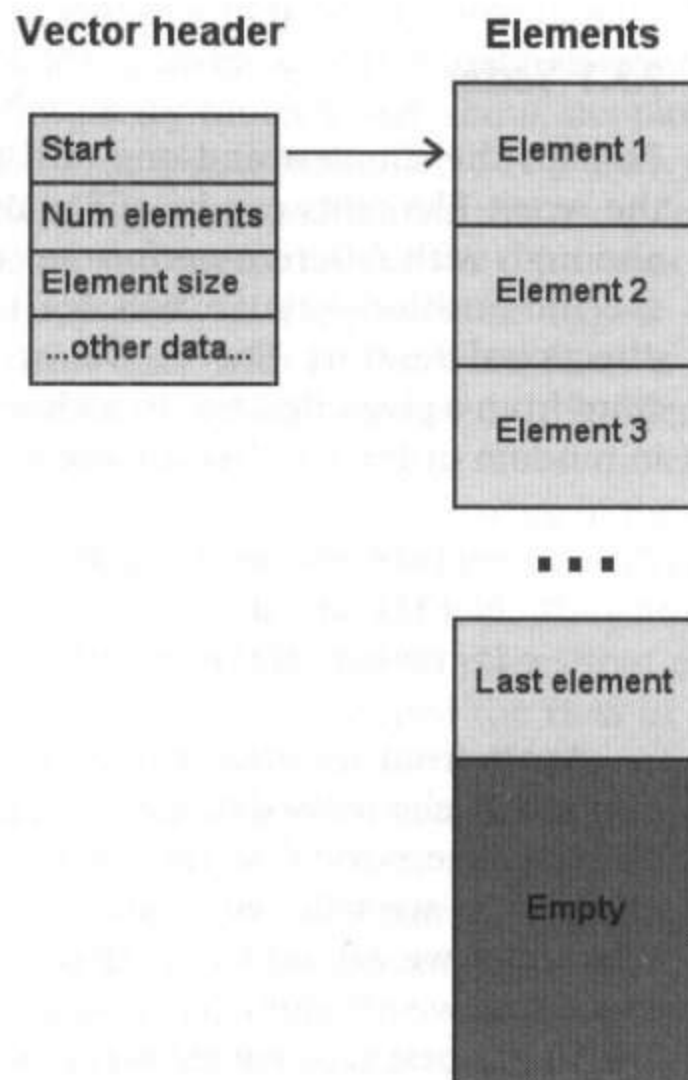 Vector header
Start
Num elements
Element size
...other data...
Elements
Element 1
Element 2
Element 3
...
Last element
Empty